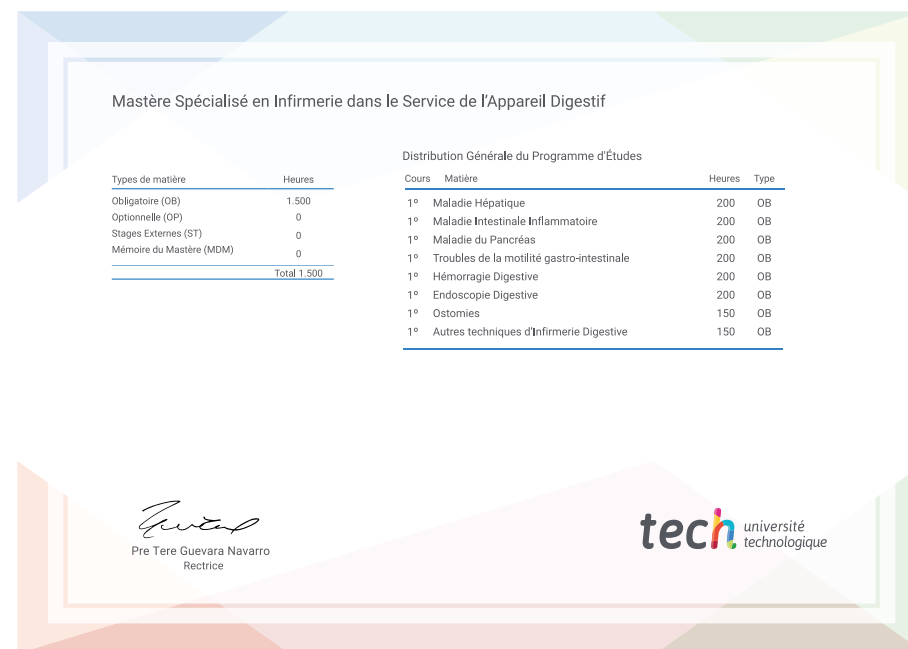 Mastère Spécialisé en Infirmerie dans le Service de l'Appareil Digestif
Types de matière Heures
Obligatoire (OB) 1.500
Optionnelle (OP) 0
Stages Externes (ST) 0
Mémoire du Mastère (MDM) 0
Total 1.500
Distribution Générale du Programme d'Études
Cours Matière Heures Type
1º Maladie Hépatique 200 OB
1º Maladie Intestinale Inflammatoire 200 OB
1º Maladie du Pancréas 200 OB
1º Troubles de la motilité gastro-intestinale 200 OB
1º Hémorragie Digestive 200 OB
1º Endoscopie Digestive 200 OB
1º Ostomies 150 OB
1º Autres techniques d'Infirmerie Digestive 150 OB
Pre Tere Guevara Navarro
Rectrice
tech université
technologique